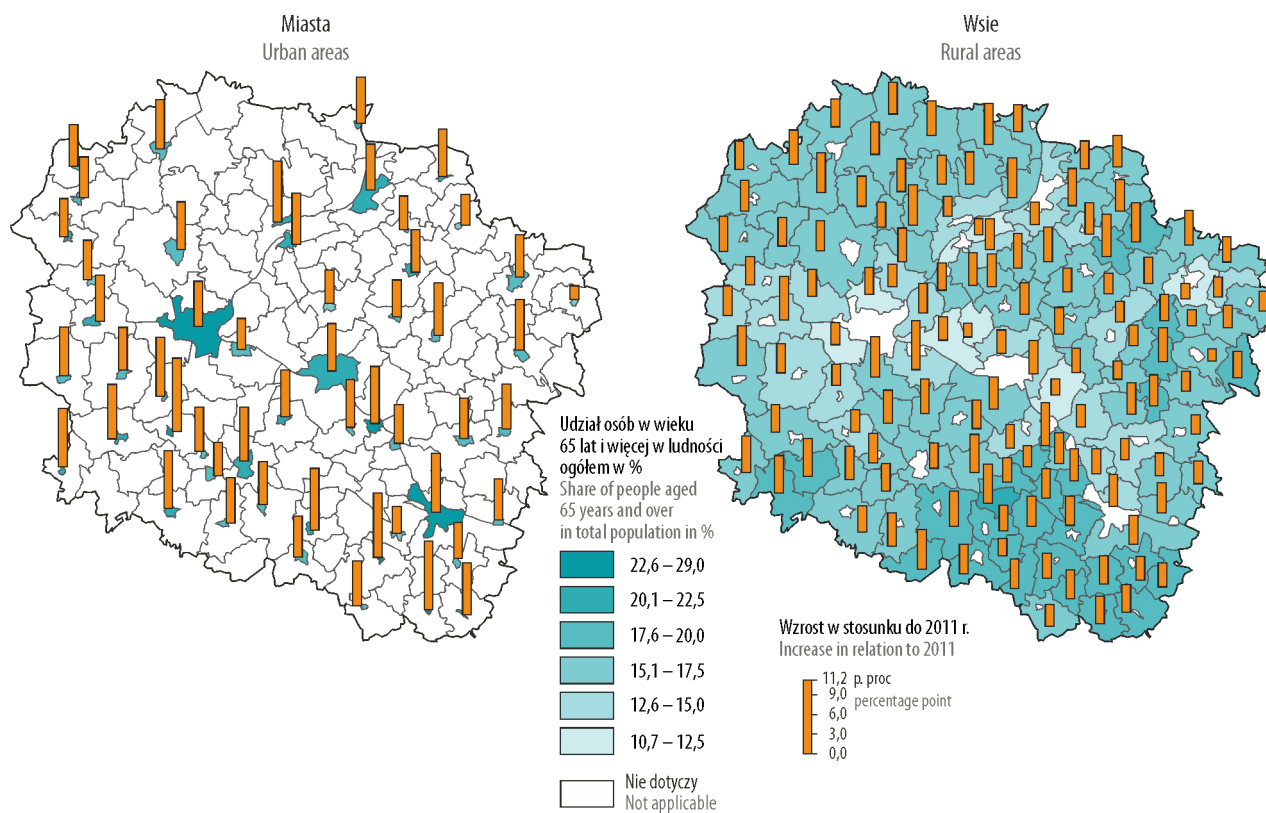 Miasta
Urban areas
Wsie
Rural areas
Udział osób w wieku
65 lat i więcej w ludności
ogółem w %
Share of people aged
65 years and over
in total population in %
22,6 – 29,0
20,1 – 22,5
17,6 – 20,0
15,1 – 17,5
12,6 – 15,0
10,7 – 12,5
Nie dotyczy
Not applicable
Wzrost w stosunku do 2011 r.
Increase in relation to 2011
11,2 p. proc
9,0 percentage point
6,0
3,0
0,0